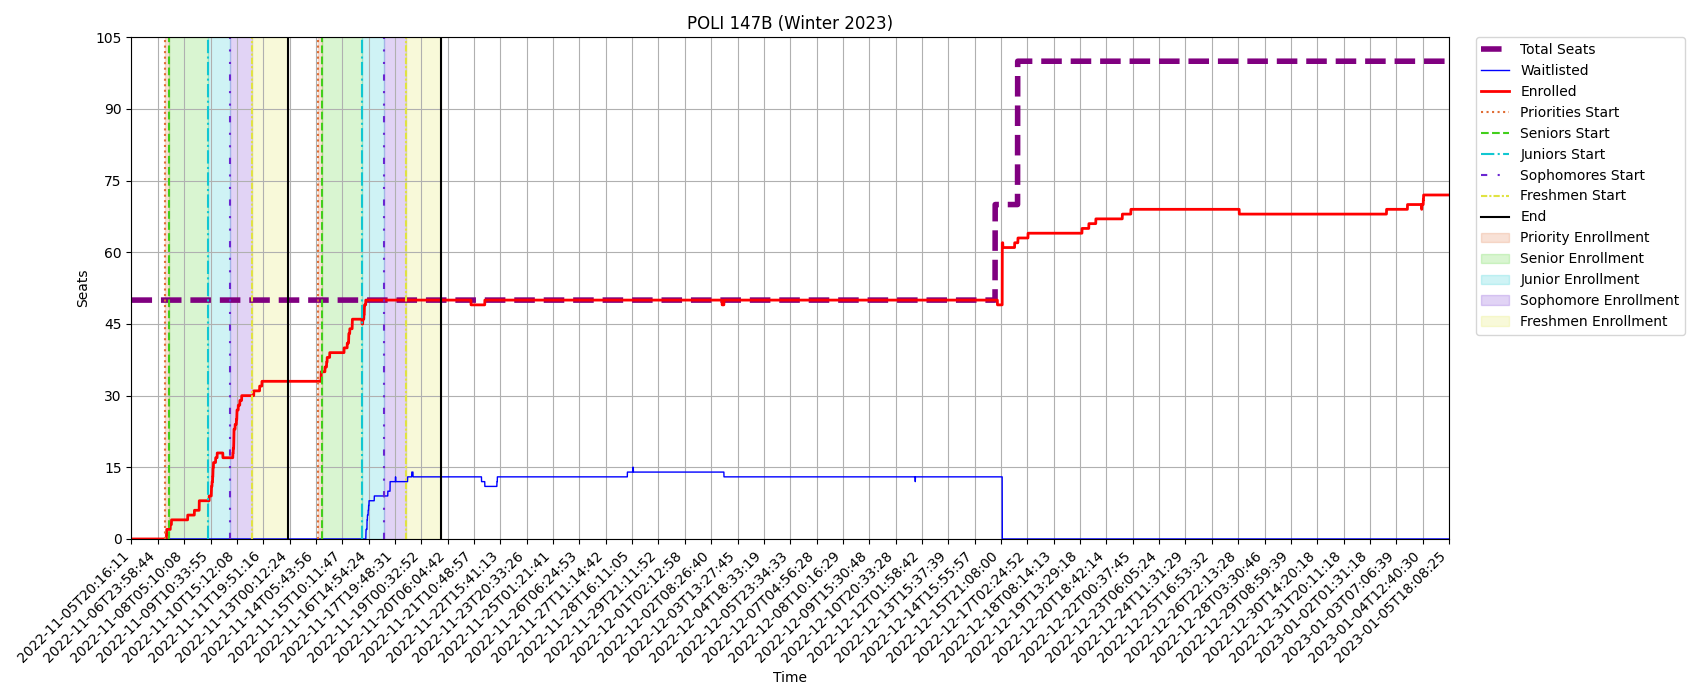 POLI 147B (Winter 2023)
105
90
75
60
45
30
15
0
Seats
2022-11-05T20:16:11
2022-11-06T23:58:44
2022-11-08T05:10:08
2022-11-09T10:33:55
2022-11-10T15:12:08
2022-11-11T19:51:16
2022-11-13T00:12:24
2022-11-14T05:43:56
2022-11-15T10:11:47
2022-11-16T14:54:24
2022-11-17T19:48:31
2022-11-19T00:32:52
2022-11-20T06:04:42
2022-11-21T10:48:57
2022-11-22T15:41:13
2022-11-23T20:33:26
2022-11-25T01:21:41
2022-11-26T06:24:53
2022-11-27T11:14:42
2022-11-28T16:11:05
2022-11-29T21:11:52
2022-12-01T02:12:58
2022-12-02T08:26:40
2022-12-03T13:27:45
2022-12-04T18:33:19
2022-12-05T23:34:33
2022-12-07T04:56:28
2022-12-08T10:16:29
2022-12-09T15:30:48
2022-12-10T20:33:28
2022-12-12T01:58:42
2022-12-13T15:37:39
2022-12-14T15:55:57
2022-12-15T21:08:00
2022-12-17T02:24:52
2022-12-18T08:14:13
2022-12-19T13:29:18
2022-12-20T18:42:14
2022-12-22T00:37:45
2022-12-23T06:05:24
2022-12-24T11:31:29
2022-12-25T16:53:32
2022-12-26T22:13:28
2022-12-28T03:30:46
2022-12-29T08:59:39
2022-12-30T14:20:18
2022-12-31T20:11:18
2023-01-02T01:31:18
2023-01-03T07:06:39
2023-01-04T12:40:30
2023-01-05T18:08:25
Time
Total Seats
Waitlisted
Enrolled
Priorities Start
Seniors Start
Juniors Start
Sophomores Start
Freshmen Start
End
Priority Enrollment
Senior Enrollment
Junior Enrollment
Sophomore Enrollment
Freshmen Enrollment